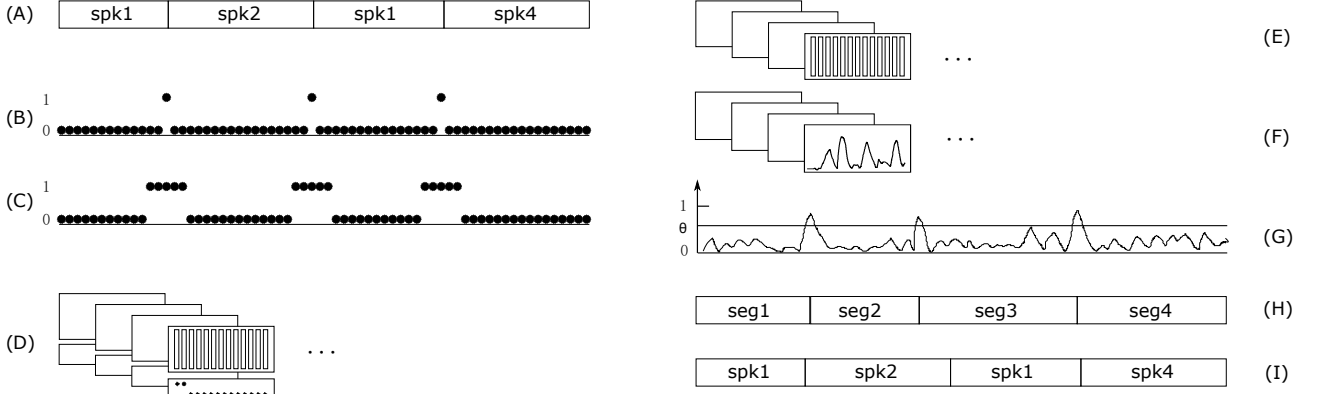 (A) spk1 spk2 spk1 spk4
(B) 1
0
(C) 1
0
(D) ...
... (E)
... (F)
1
θ
0 (G)
seg1 seg2 seg3 seg4 (H)
spk1 spk2 spk1 spk4 (I)